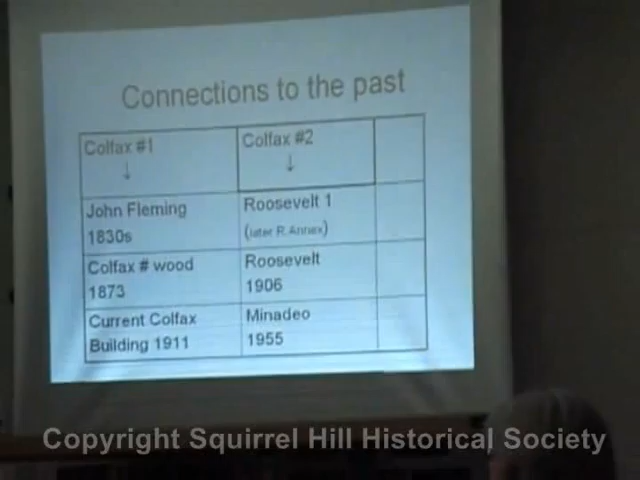 Connections to the past
Colfax #1
↓
Colfax #2
↓
John Fleming
1830s
Roosevelt 1
(later R. Annex)
Colfax # wood
1873
Roosevelt
1906
Current Colfax
Building 1911
Minadeo
1955
Copyright Squirrel Hill Historical Society